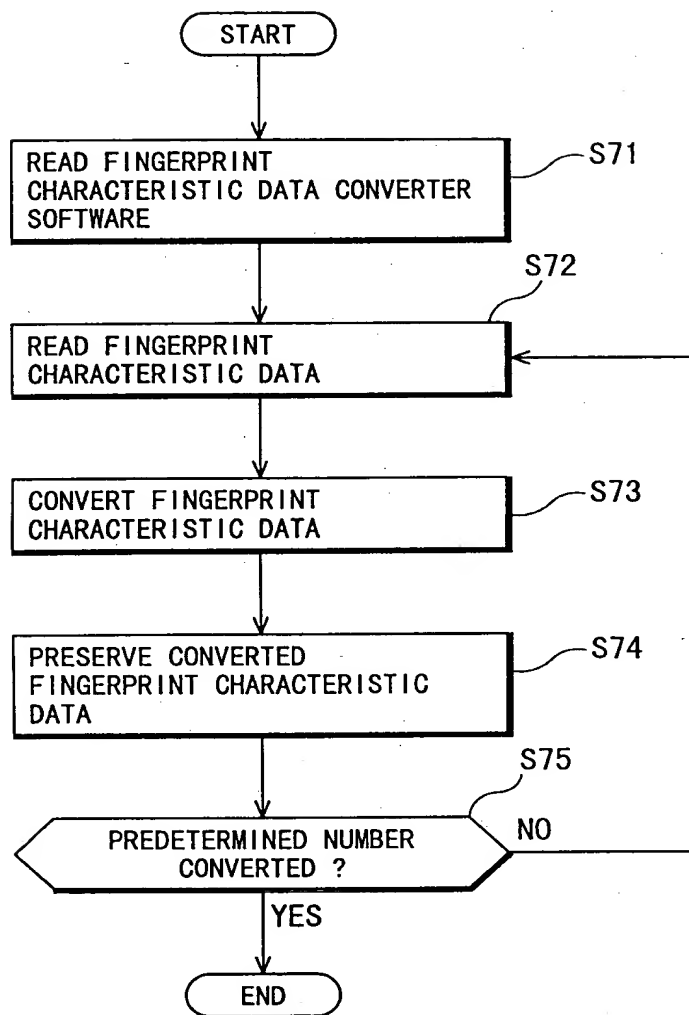 START
READ FINGERPRINT
CHARACTERISTIC DATA CONVERTER
SOFTWARE
S71
S72
READ FINGERPRINT
CHARACTERISTIC DATA
CONVERT FINGERPRINT
CHARACTERISTIC DATA
S73
PRESERVE CONVERTED
FINGERPRINT CHARACTERISTIC
DATA
S74
S75
PREDETERMINED NUMBER
CONVERTED ?
NO
YES
END